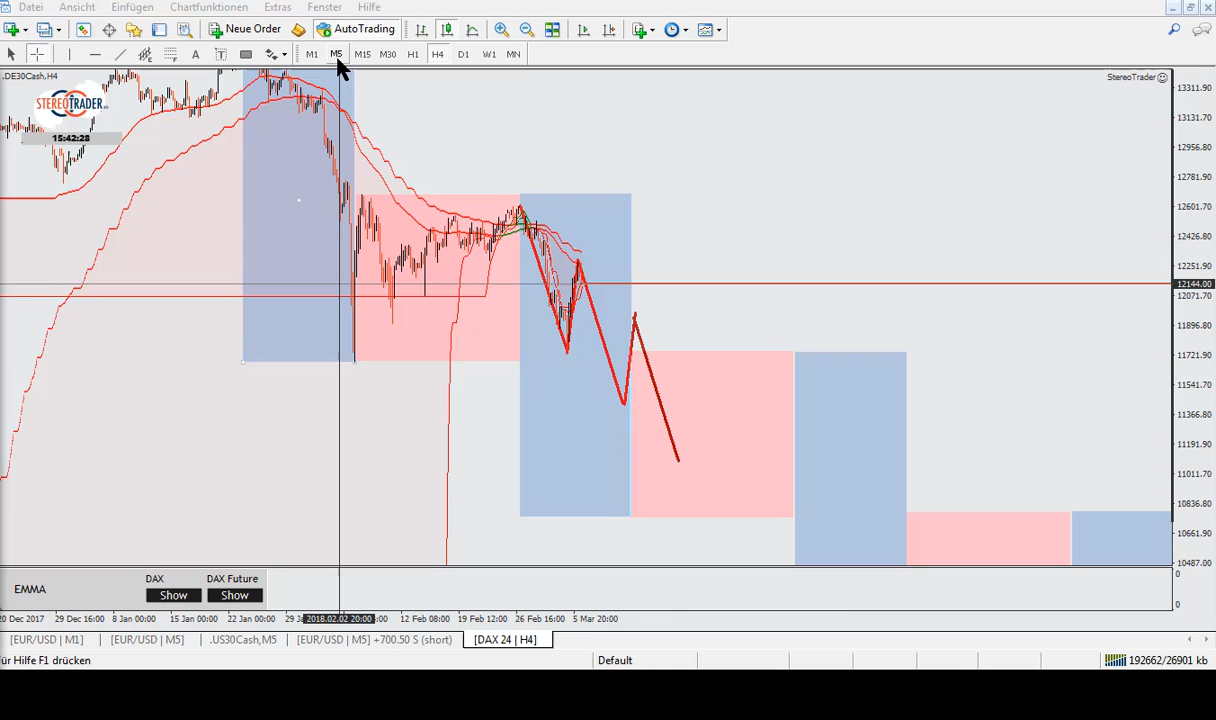 Datei Ansicht Einfügen Chartfunktionen Extras Fenster Hilfe
Neue Order AutoTrading
A T M1 M5 M15 M30 H1 H4 D1 W1 MN
.DE30Cash,H4
StereoTrader
STEREOTRADER
15:42:28
13311.90
13131.70
12956.80
12781.90
12601.70
12426.80
12251.90
12144.00
12071.70
11896.80
11721.90
11541.70
11366.80
11191.90
11011.70
10836.80
10661.90
10487.00
EMMA
DAX DAX Future
Show Show
0
0
20 Dec 2017 29 Dec 16:00 8 Jan 00:00 15 Jan 00:00 22 Jan 00:00 29 J 2018.02.02 20:00 :00 12 Feb 08:00 19 Feb 12:00 26 Feb 16:00 5 Mar 20:00
[EUR/USD | M1] [EUR/USD | M5] .US30Cash,M5 [EUR/USD | M5] +700.50 S (short) [DAX 24 | H4]
ür Hilfe F1 drücken Default 192662/26901 kb